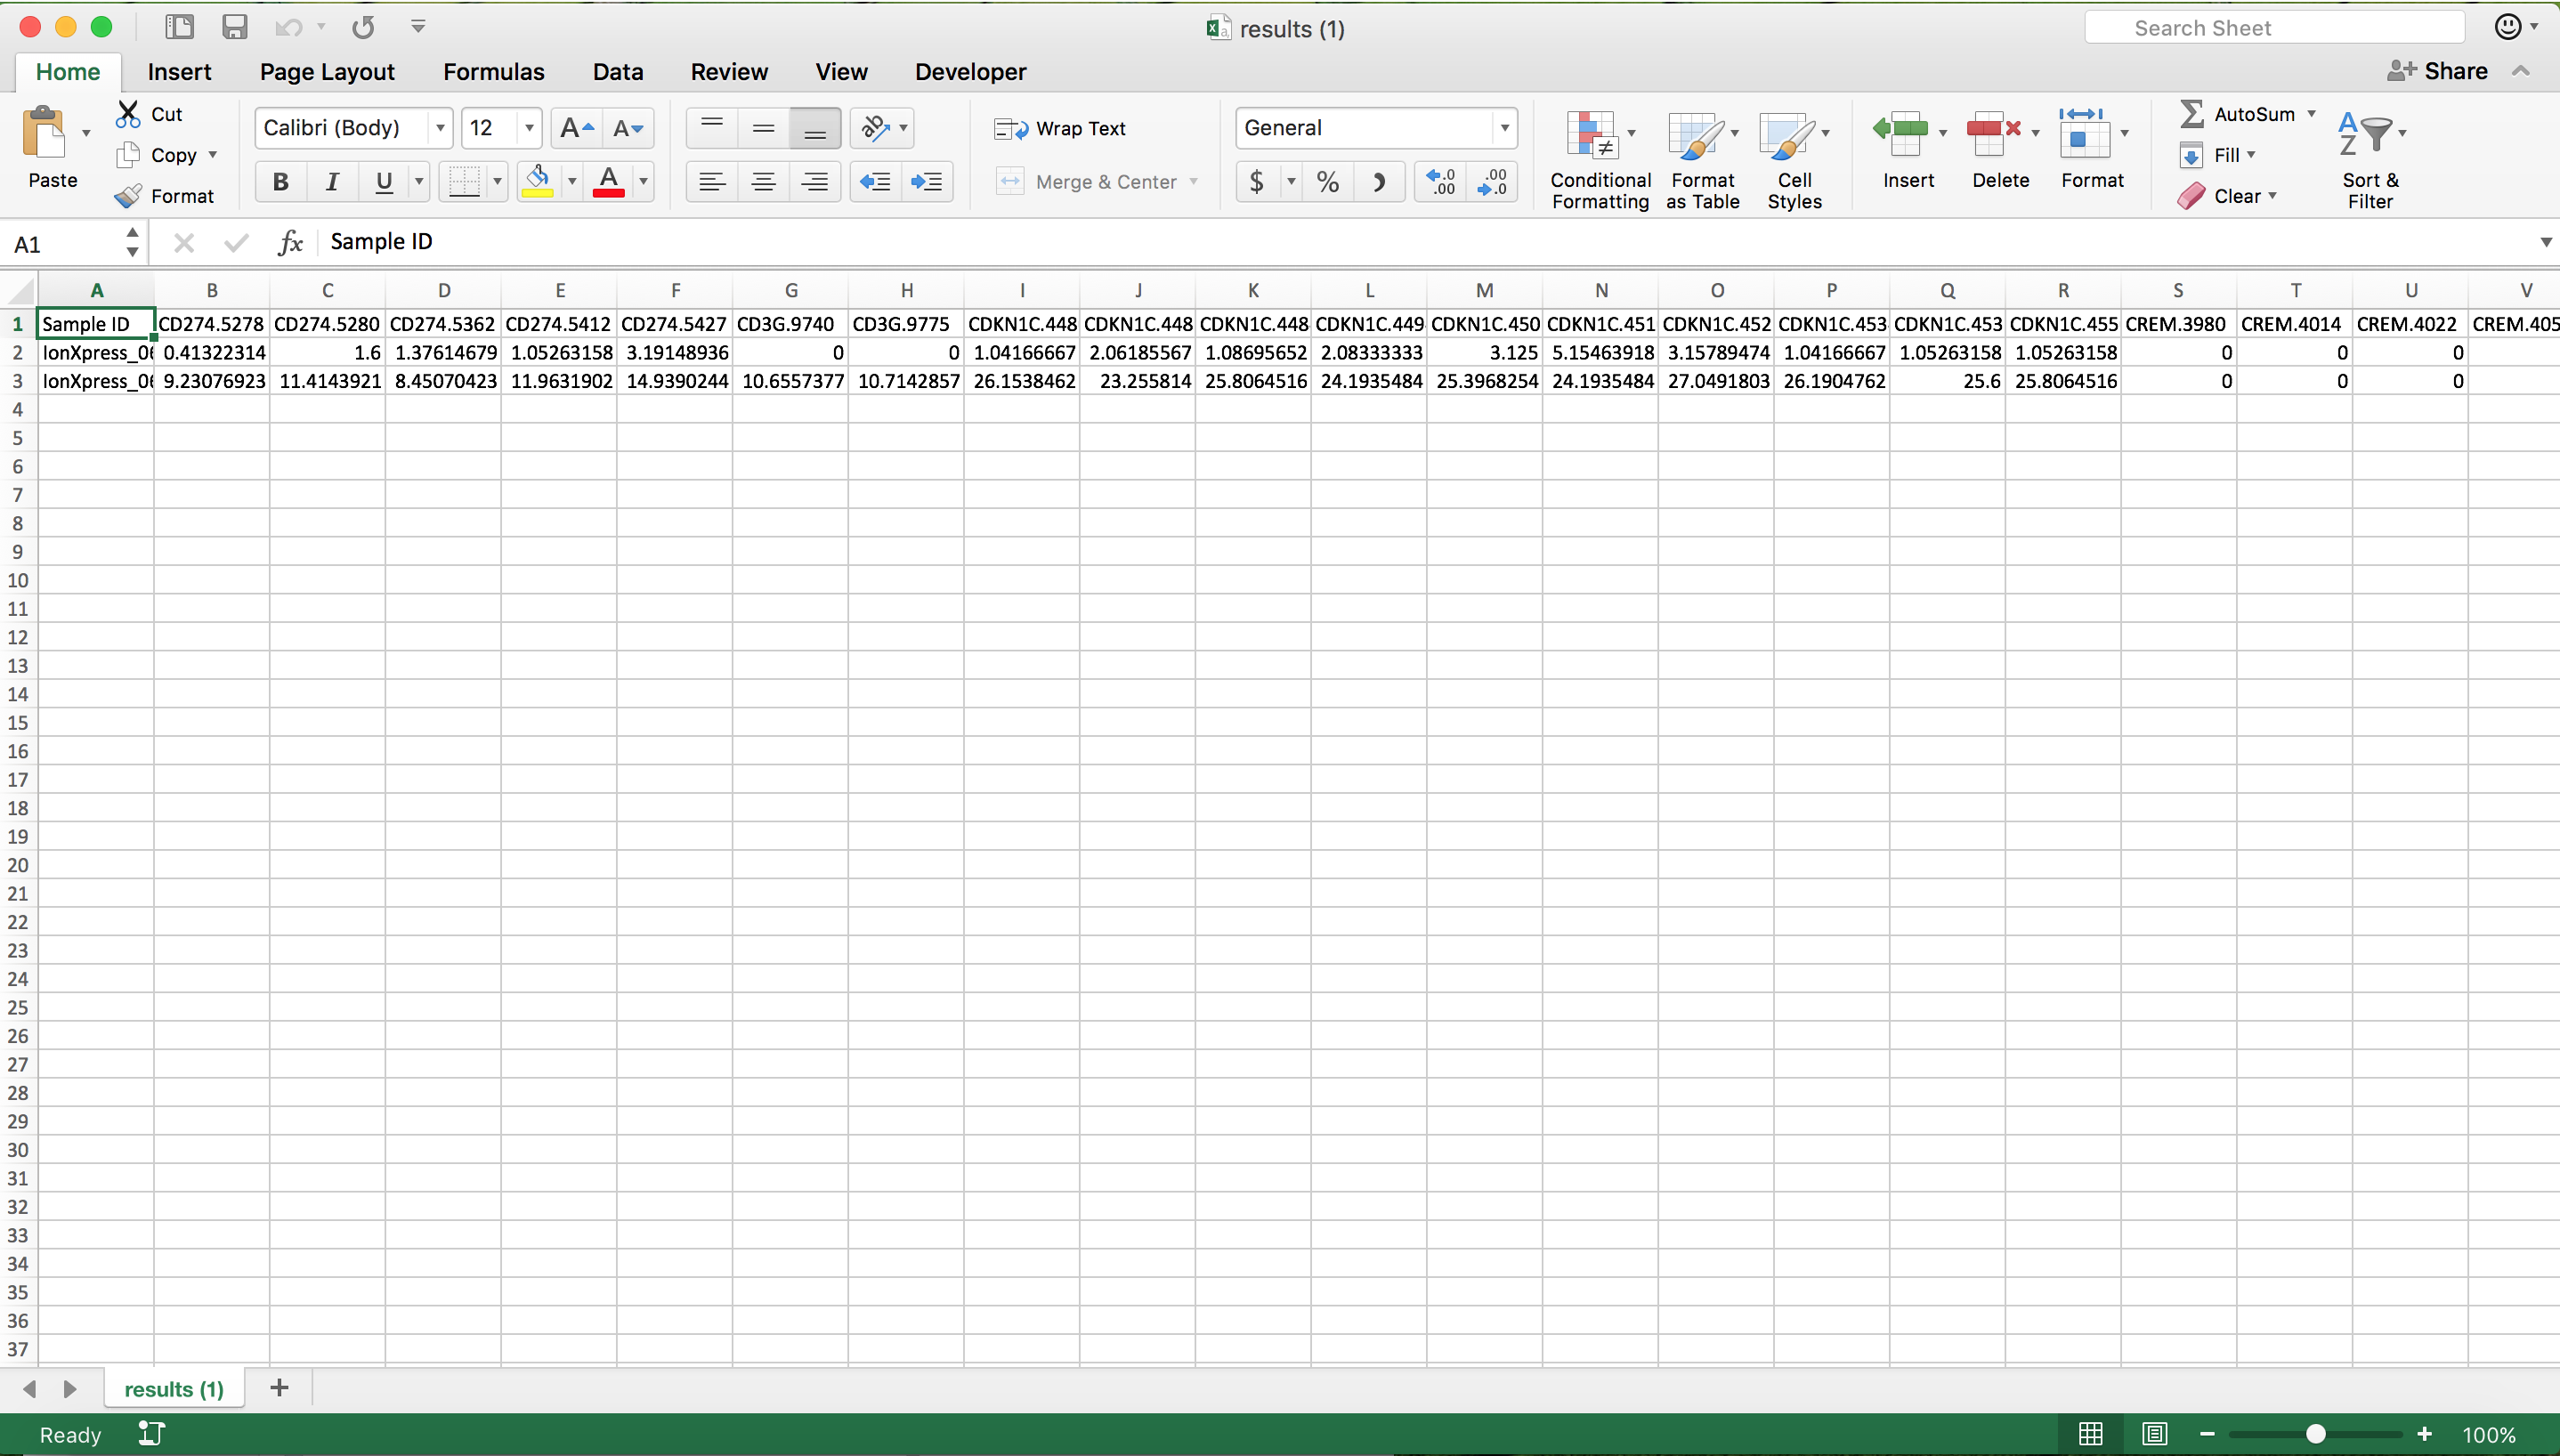 results (1)
Search Sheet
Home Insert Page Layout Formulas Data Review View Developer Share
Paste
Cut
Copy
Format
Calibri (Body) 12
Wrap Text
Merge & Center
General
Conditional Formatting
Format as Table
Cell Styles
Insert
Delete
Format
AutoSum
Fill
Clear
Sort & Filter
A1 fx Sample ID
A B C D E F G H I J K L M N O P Q R S T U V
1 Sample ID CD274.5278 CD274.5280 CD274.5362 CD274.5412 CD274.5427 CD3G.9740 CD3G.9775 CDKN1C.448 CDKN1C.448 CDKN1C.448 CDKN1C.449 CDKN1C.450 CDKN1C.451 CDKN1C.452 CDKN1C.453 CDKN1C.453 CDKN1C.455 CREM.3980 CREM.4014 CREM.4022 CREM.405
2 IonXpress_06 0.41322314 1.6 1.37614679 1.05263158 3.19148936 0 0 1.04166667 2.06185567 1.08695652 2.08333333 3.125 5.15463918 3.15789474 1.04166667 1.05263158 1.05263158 0 0 0
3 IonXpress_06 9.23076923 11.4143921 8.45070423 11.9631902 14.9390244 10.6557377 10.7142857 26.1538462 23.255814 25.8064516 24.1935484 25.3968254 24.1935484 27.0491803 26.1904762 25.6 25.8064516 0 0 0
4
5
6
7
8
9
10
11
12
13
14
15
16
17
18
19
20
21
22
23
24
25
26
27
28
29
30
31
32
33
34
35
36
37
results (1) +
Ready 100%